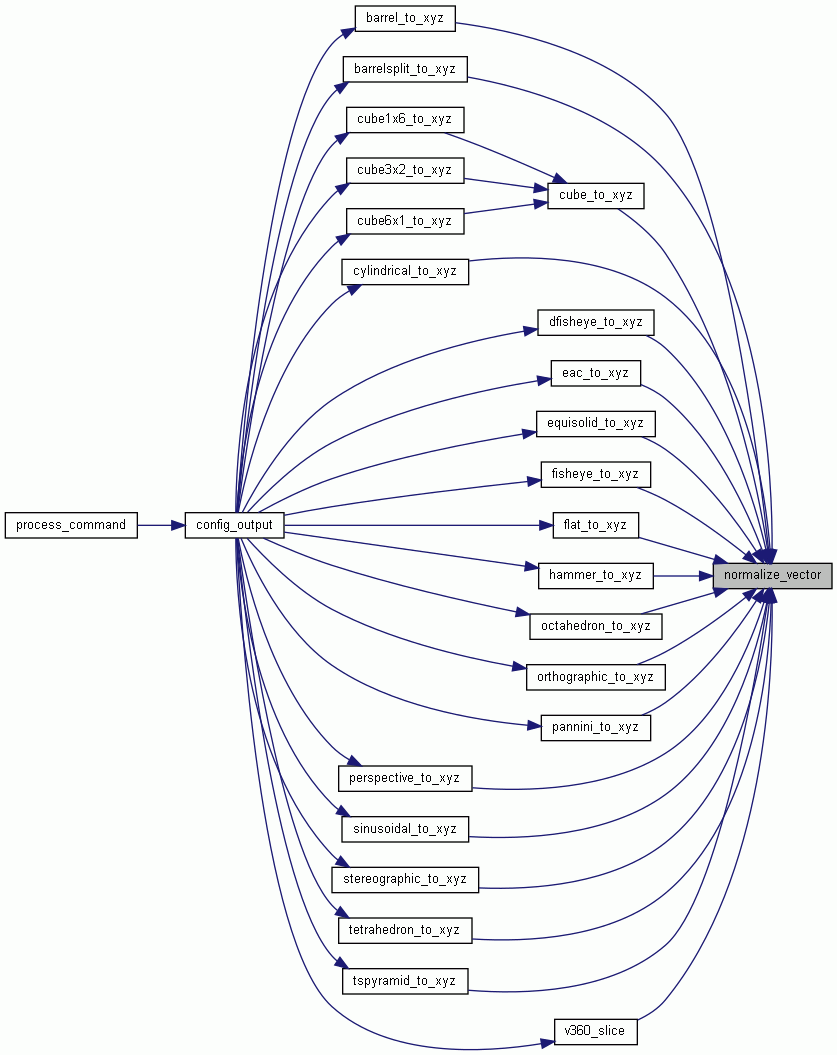 barrel_to_xyz
barrelsplit_to_xyz
cube1x6_to_xyz
cube3x2_to_xyz
cube_to_xyz
cube6x1_to_xyz
cylindrical_to_xyz
dfisheye_to_xyz
eac_to_xyz
equisolid_to_xyz
fisheye_to_xyz
process_command
config_output
flat_to_xyz
hammer_to_xyz
normalize_vector
octahedron_to_xyz
orthographic_to_xyz
pannini_to_xyz
perspective_to_xyz
sinusoidal_to_xyz
stereographic_to_xyz
tetrahedron_to_xyz
tspyramid_to_xyz
v360_slice